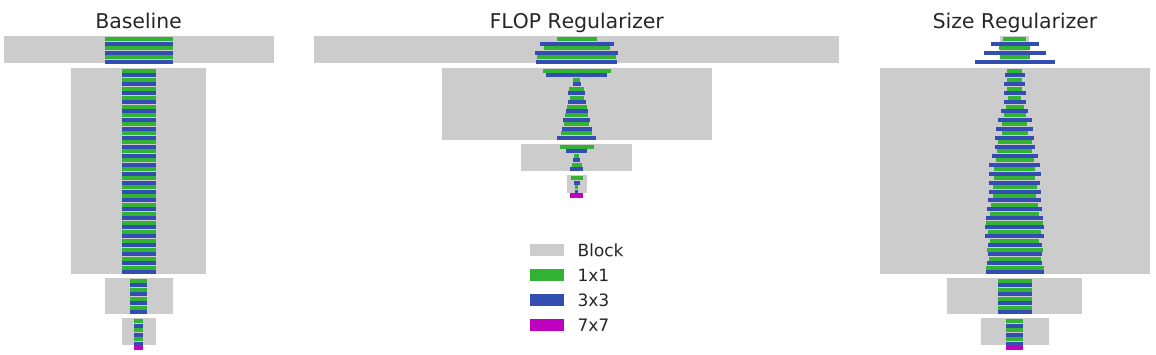 Baseline
FLOP Regularizer
Size Regularizer
Block
1x1
3x3
7x7